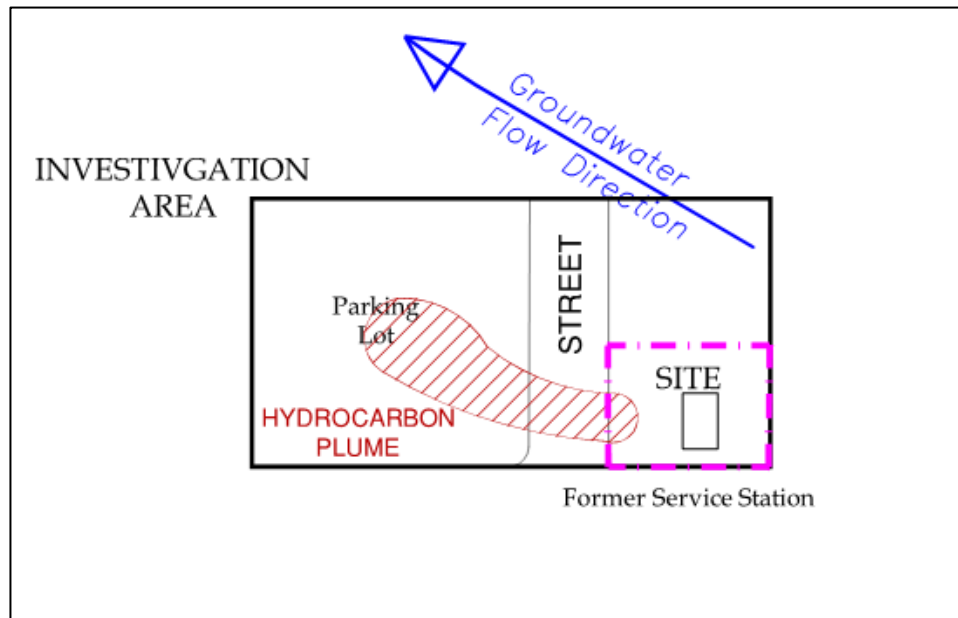 Groundwater
Flow Direction
INVESTIVGATION
AREA
STREET
Parking
Lot
SITE
HYDROCARBON
PLUME
Former Service Station